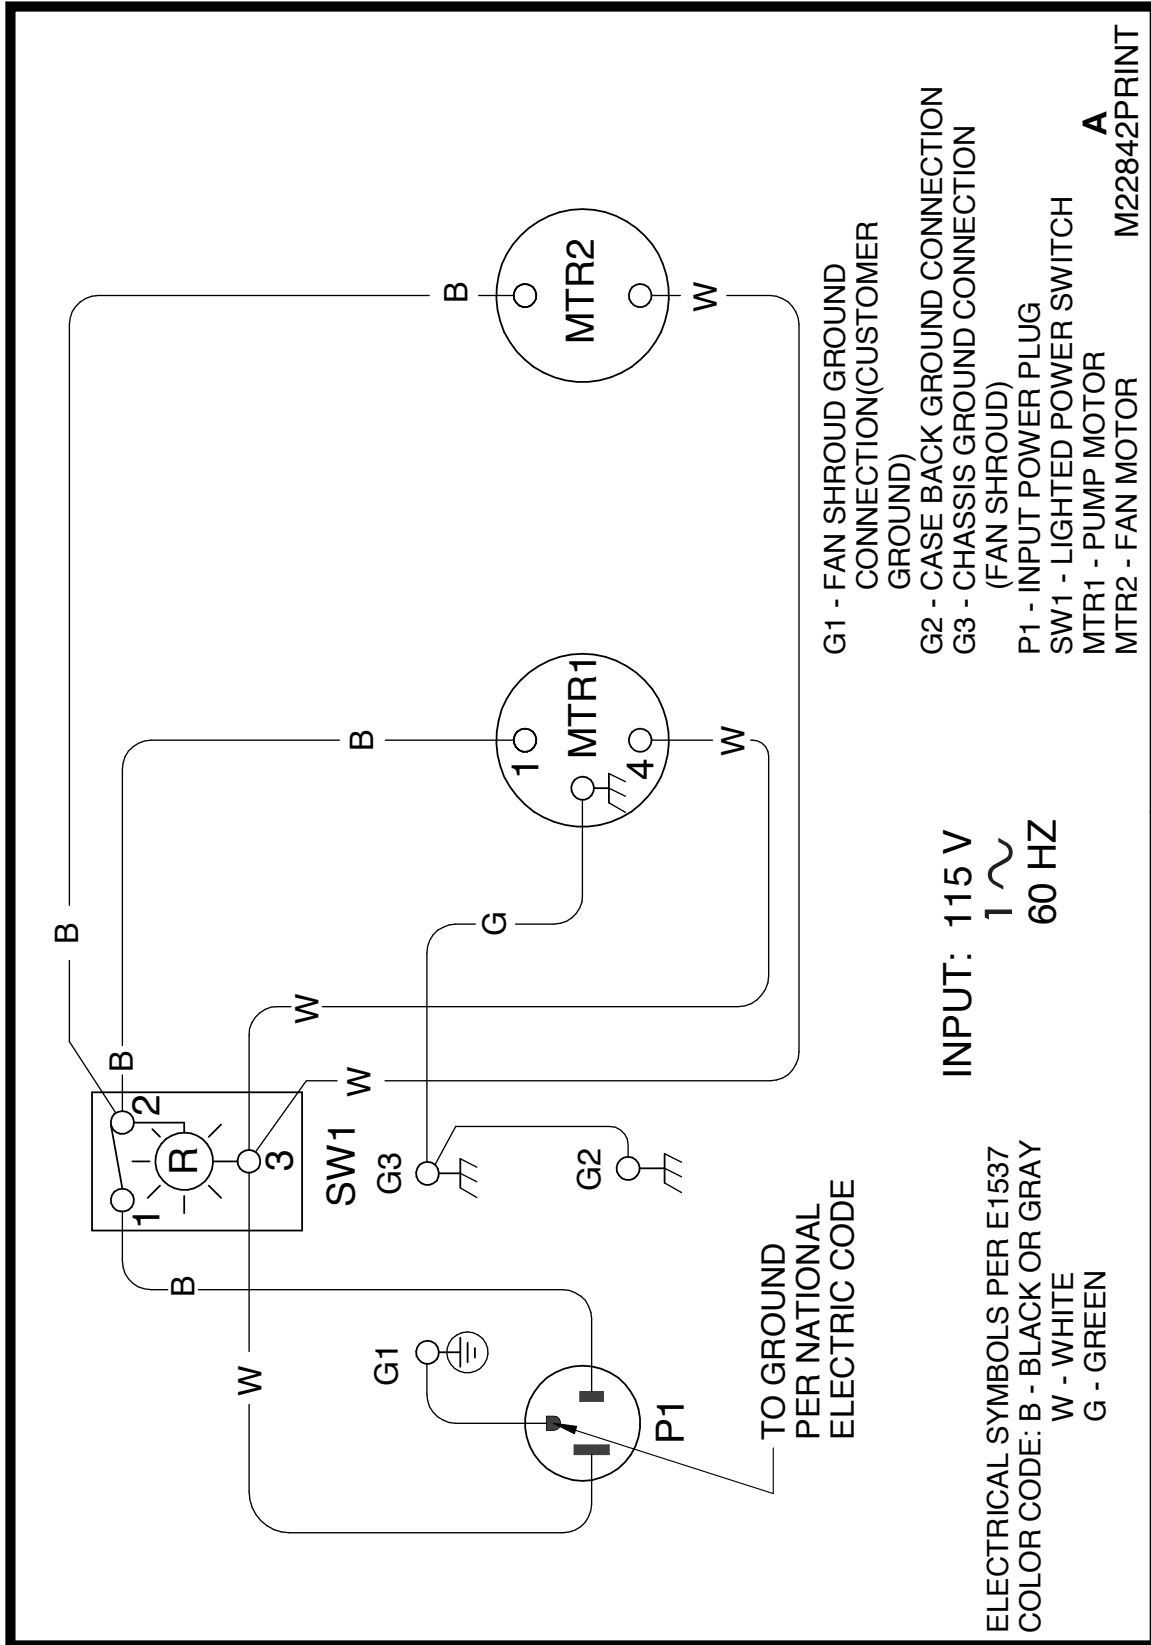 B
B
B
B
B
W
W
W
W
W
G
1
2
3
R
SW1
G1
G2
G3
P1
1
4
MTR1
MTR2
TO GROUND
PER NATIONAL
ELECTRIC CODE
INPUT: 115 V
1 ~
60 HZ
ELECTRICAL SYMBOLS PER E1537
COLOR CODE: B - BLACK OR GRAY
W - WHITE
G - GREEN
G1 - FAN SHROUD GROUND
CONNECTION(CUSTOMER
GROUND)
G2 - CASE BACK GROUND CONNECTION
G3 - CHASSIS GROUND CONNECTION
(FAN SHROUD)
P1 - INPUT POWER PLUG
SW1 - LIGHTED POWER SWITCH
MTR1 - PUMP MOTOR
MTR2 - FAN MOTOR
A
M22842PRINT